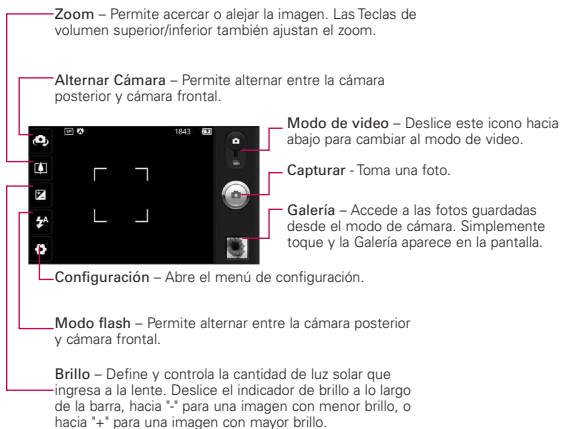 Zoom – Permite acercar o alejar la imagen. Las Teclas de
volumen superior/inferior también ajustan el zoom.
Alternar Cámara – Permite alternar entre la cámara
posterior y cámara frontal.
1843
Modo de video – Deslice este icono hacia
abajo para cambiar al modo de video.
Capturar - Toma una foto.
Galería – Accede a las fotos guardadas
desde el modo de cámara. Simplemente
toque y la Galería aparece en la pantalla.
Configuración – Abre el menú de configuración.
Modo flash – Permite alternar entre la cámara posterior
y cámara frontal.
Brillo – Define y controla la cantidad de luz solar que
ingresa a la lente. Deslice el indicador de brillo a lo largo
de la barra, hacia "-" para una imagen con menor brillo, o
hacia "+" para una imagen con mayor brillo.